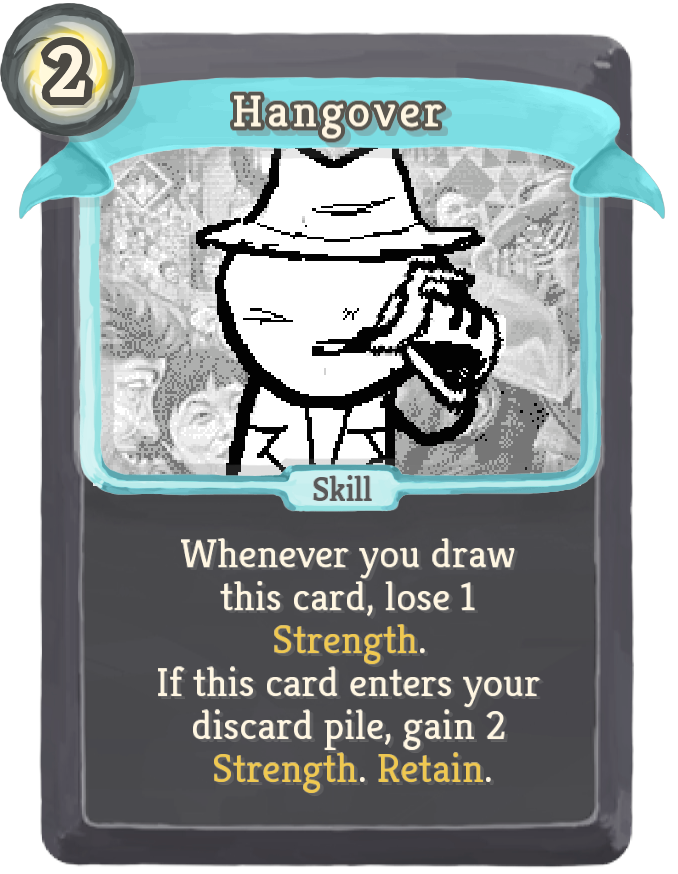 2
Hangover
Skill
Whenever you draw
this card, lose 1
Strength.
If this card enters your
discard pile, gain 2
Strength. Retain.